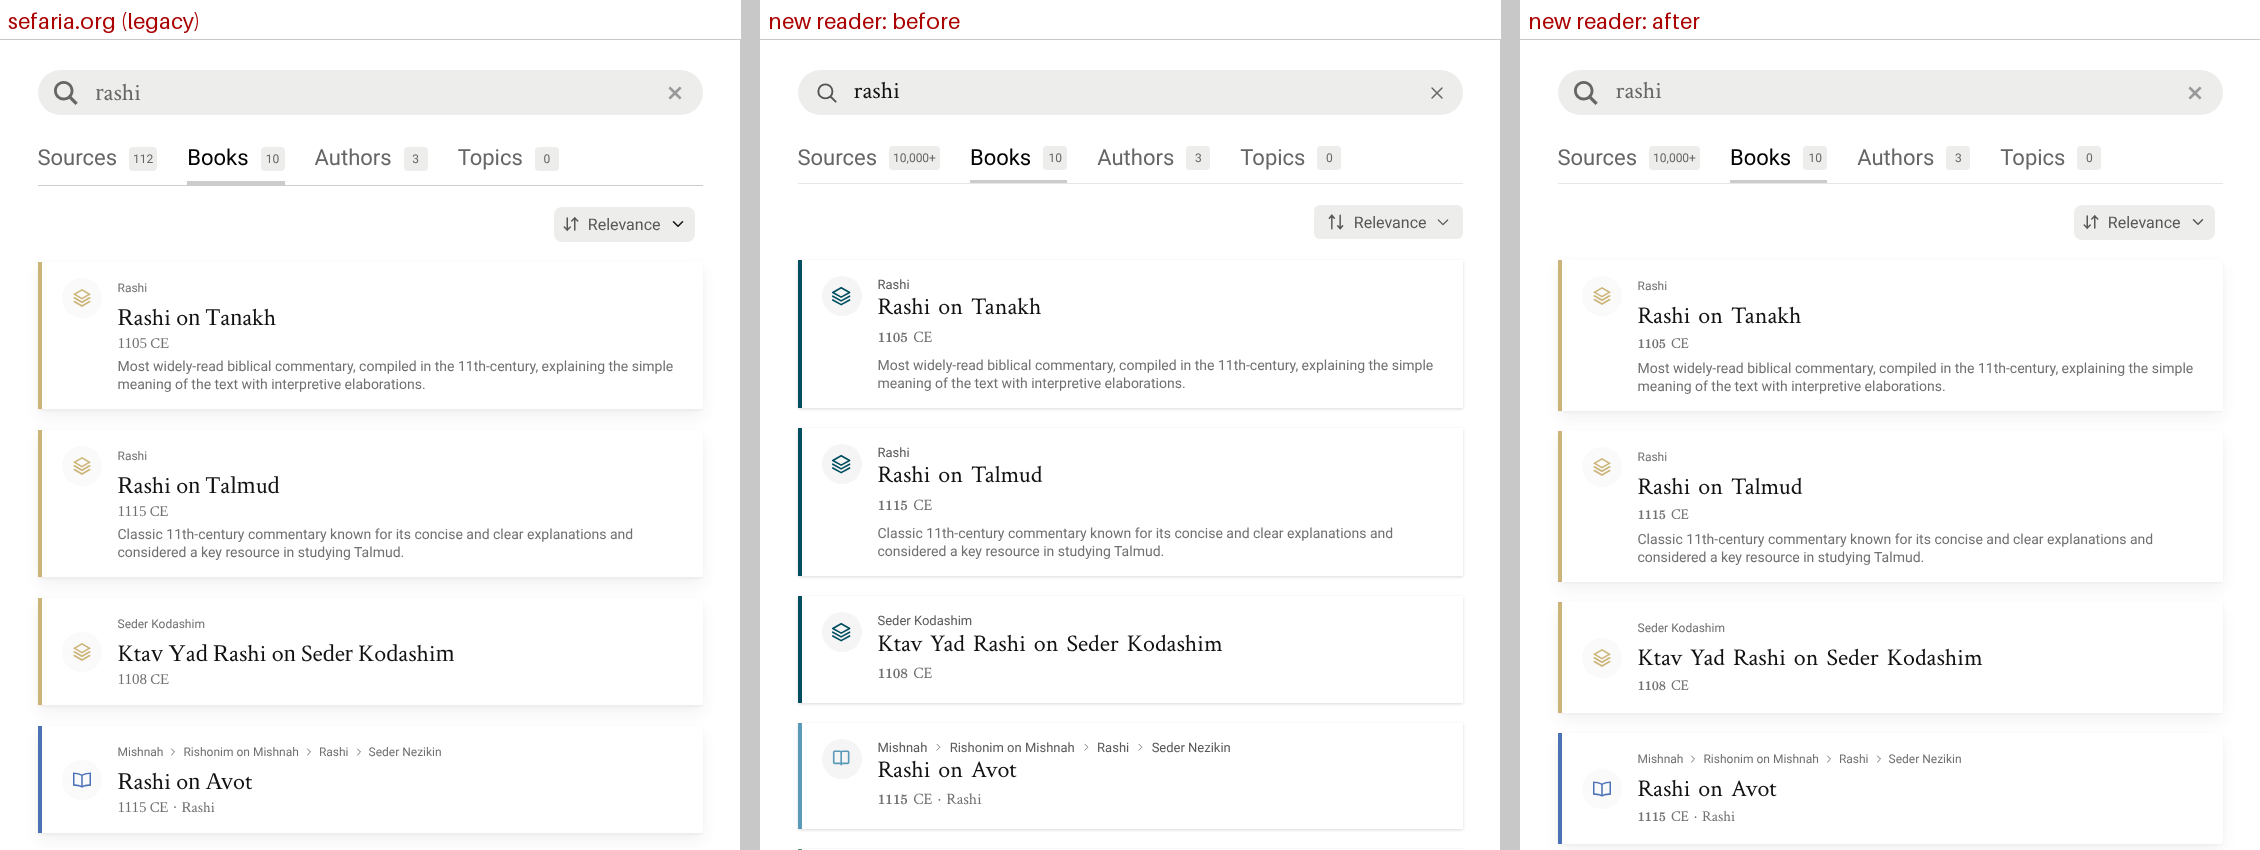 sefaria.org (legacy)
rashi
Sources 112 Books 10 Authors 3 Topics 0
Relevance
Rashi
Rashi on Tanakh
1105 CE
Most widely-read biblical commentary, compiled in the 11th-century, explaining the simple
meaning of the text with interpretive elaborations.
Rashi
Rashi on Talmud
1115 CE
Classic 11th-century commentary known for its concise and clear explanations and
considered a key resource in studying Talmud.
Seder Kodashim
Ktav Yad Rashi on Seder Kodashim
1108 CE
Mishnah > Rishonim on Mishnah > Rashi > Seder Nezikin
Rashi on Avot
1115 CE · Rashi
new reader: before
rashi
Sources 10,000+ Books 10 Authors 3 Topics 0
Relevance
Rashi
Rashi on Tanakh
1105 CE
Most widely-read biblical commentary, compiled in the 11th-century, explaining the simple
meaning of the text with interpretive elaborations.
Rashi
Rashi on Talmud
1115 CE
Classic 11th-century commentary known for its concise and clear explanations and
considered a key resource in studying Talmud.
Seder Kodashim
Ktav Yad Rashi on Seder Kodashim
1108 CE
Mishnah > Rishonim on Mishnah > Rashi > Seder Nezikin
Rashi on Avot
1115 CE · Rashi
new reader: after
rashi
Sources 10,000+ Books 10 Authors 3 Topics 0
Relevance
Rashi
Rashi on Tanakh
1105 CE
Most widely-read biblical commentary, compiled in the 11th-century, explaining the simple
meaning of the text with interpretive elaborations.
Rashi
Rashi on Talmud
1115 CE
Classic 11th-century commentary known for its concise and clear explanations and
considered a key resource in studying Talmud.
Seder Kodashim
Ktav Yad Rashi on Seder Kodashim
1108 CE
Mishnah > Rishonim on Mishnah > Rashi > Seder Nezikin
Rashi on Avot
1115 CE · Rashi